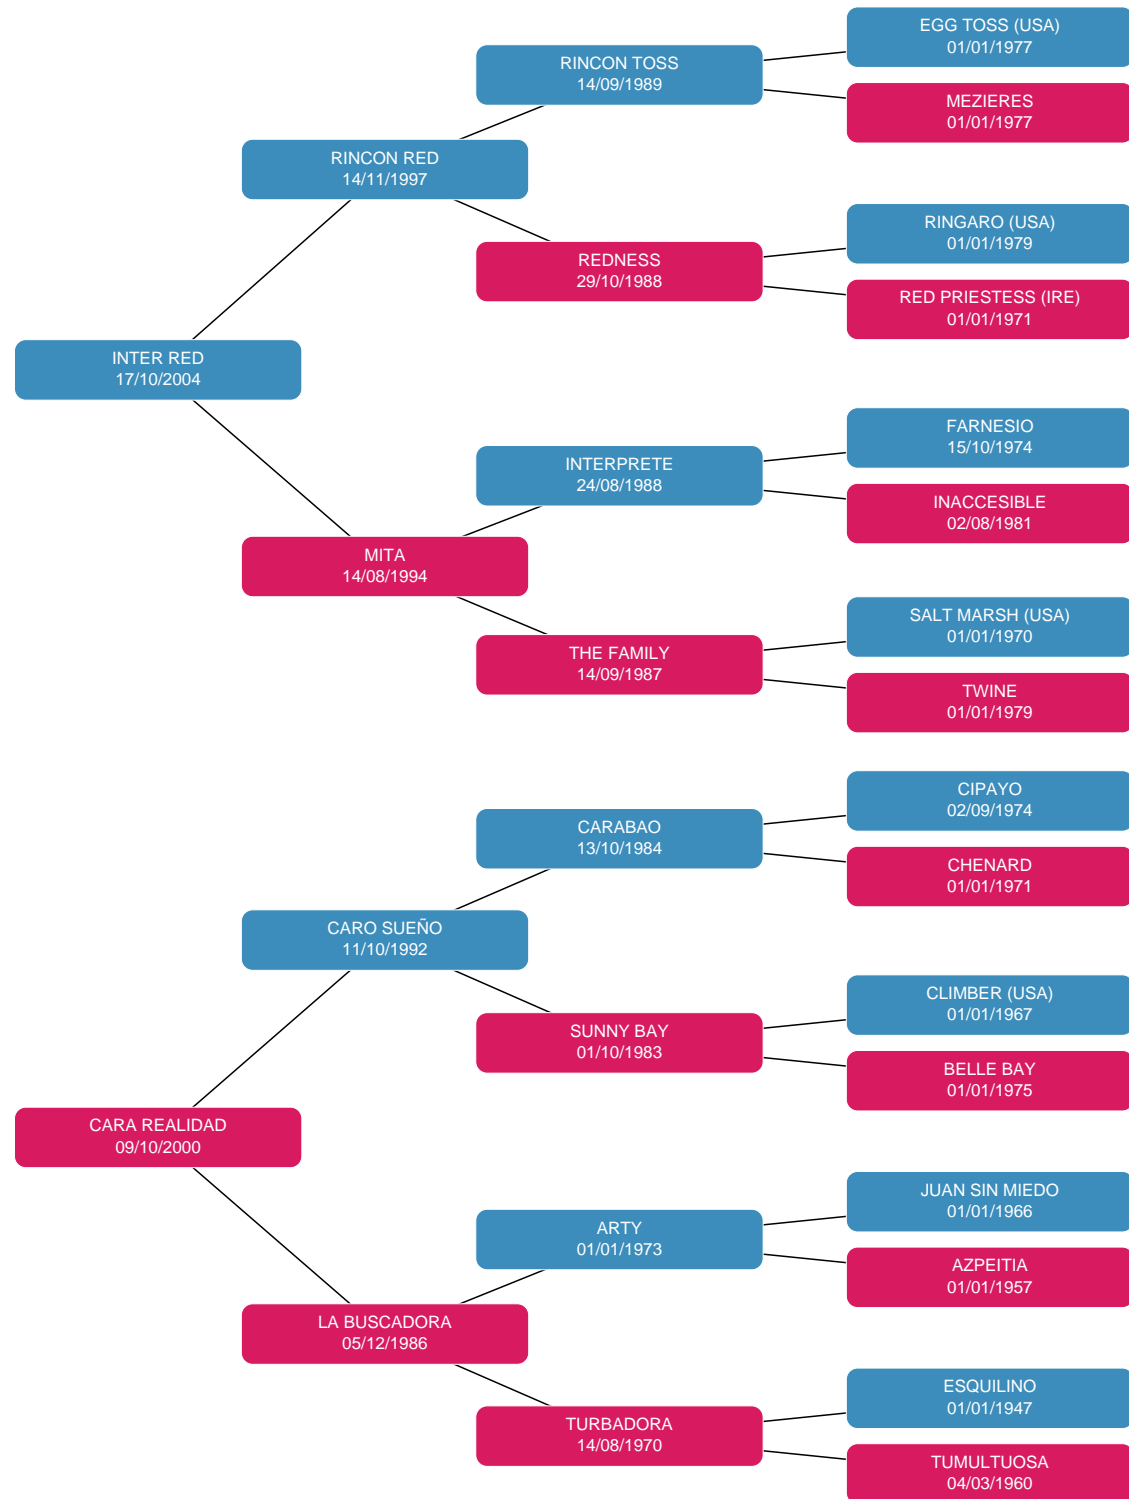 EGG TOSS (USA)
01/01/1977
RINCON TOSS
14/09/1989
MEZIERES
01/01/1977
RINCON RED
14/11/1997
RINGARO (USA)
01/01/1979
REDNESS
29/10/1988
RED PRIESTESS (IRE)
01/01/1971
INTER RED
17/10/2004
FARNESIO
15/10/1974
INTERPRETE
24/08/1988
INACCESIBLE
02/08/1981
MITA
14/08/1994
SALT MARSH (USA)
01/01/1970
THE FAMILY
14/09/1987
TWINE
01/01/1979
CIPAYO
02/09/1974
CARABAO
13/10/1984
CHENARD
01/01/1971
CARO SUEÑO
11/10/1992
CLIMBER (USA)
01/01/1967
SUNNY BAY
01/10/1983
BELLE BAY
01/01/1975
CARA REALIDAD
09/10/2000
JUAN SIN MIEDO
01/01/1966
ARTY
01/01/1973
AZPEITIA
01/01/1957
LA BUSCADORA
05/12/1986
ESQUILINO
01/01/1947
TURBADORA
14/08/1970
TUMULTUOSA
04/03/1960